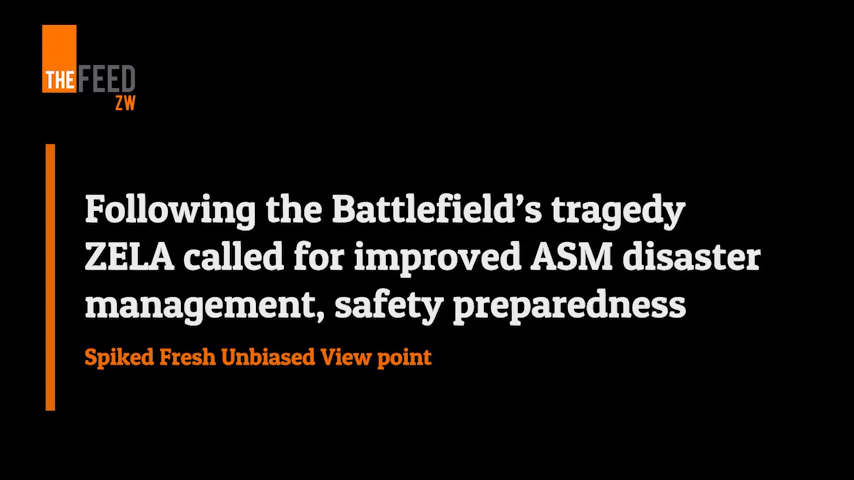 THE FEED
ZW
Following the Battlefield's tragedy
ZELA called for improved ASM disaster
management, safety preparedness
Spiked Fresh Unbiased View point